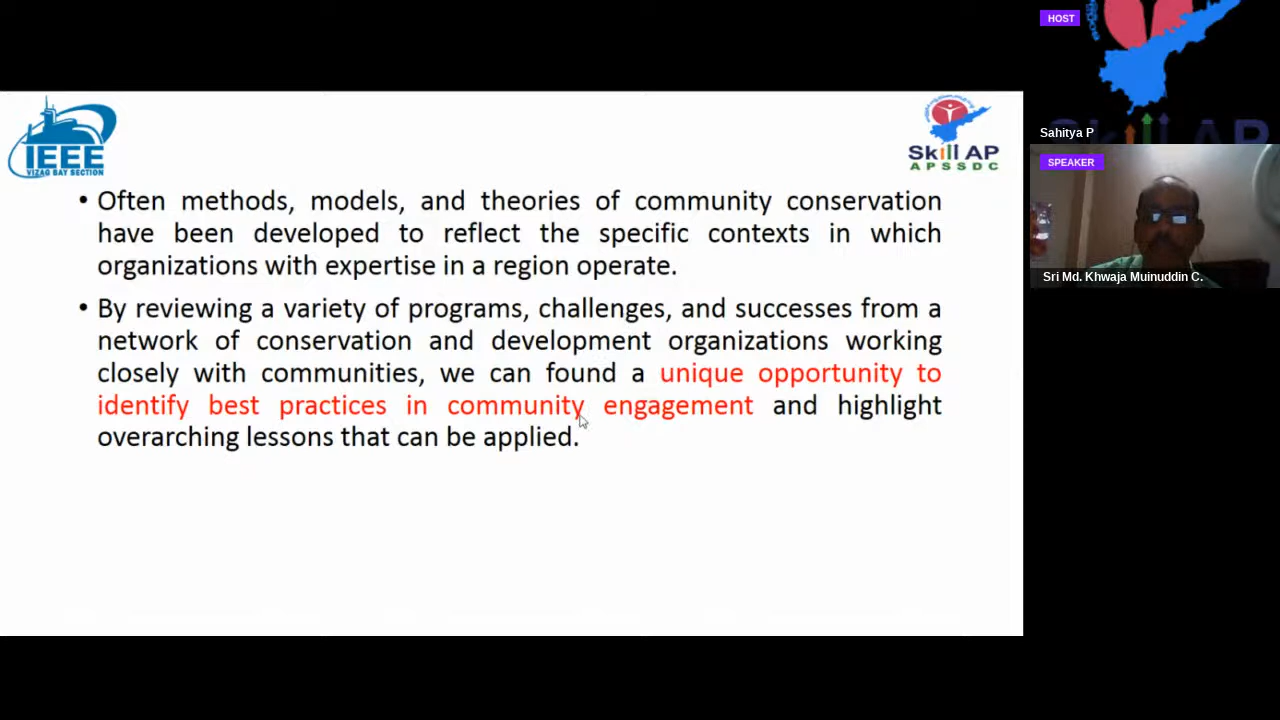 IEEE
VIZAG BAY SECTION
Skill AP
APSSDC
• Often methods, models, and theories of community conservation
have been developed to reflect the specific contexts in which
organizations with expertise in a region operate.
• By reviewing a variety of programs, challenges, and successes from a
network of conservation and development organizations working
closely with communities, we can found a unique opportunity to
identify best practices in community engagement and highlight
overarching lessons that can be applied.
HOST
Skill AP
Sahitya P
SPEAKER
Sri Md. Khwaja Muinuddin C.